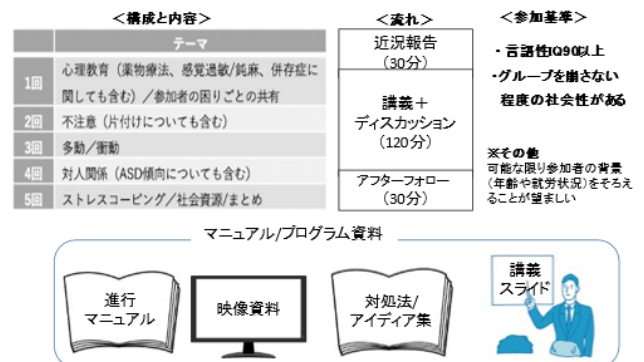 ＜構成と内容＞
テーマ
1回
心理教育（薬物療法、感覚過敏/鈍麻、併存症に
関しても含む）／参加者の困りごとの共有
2回
不注意（片付けについても含む）
3回
多動／衝動
4回
対人関係（ASD傾向についても含む）
5回
ストレスコーピング／社会資源/まとめ
＜流れ＞
近況報告
（30分）
講義＋
ディスカッション
（120分）
アフターフォロー
（30分）
＜参加基準＞
・言語性IQ90以上
・グループを崩さない
程度の社会性がある
※その他
可能な限り参加者の背景
（年齢や就労状況）をそろえ
ることが望ましい
マニュアル/プログラム資料
進行
マニュアル
映像資料
対処法/
アイディア集
講義
スライド